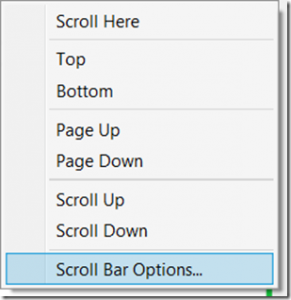 Scroll Here
Top
Bottom
Page Up
Page Down
Scroll Up
Scroll Down
Scroll Bar Options...